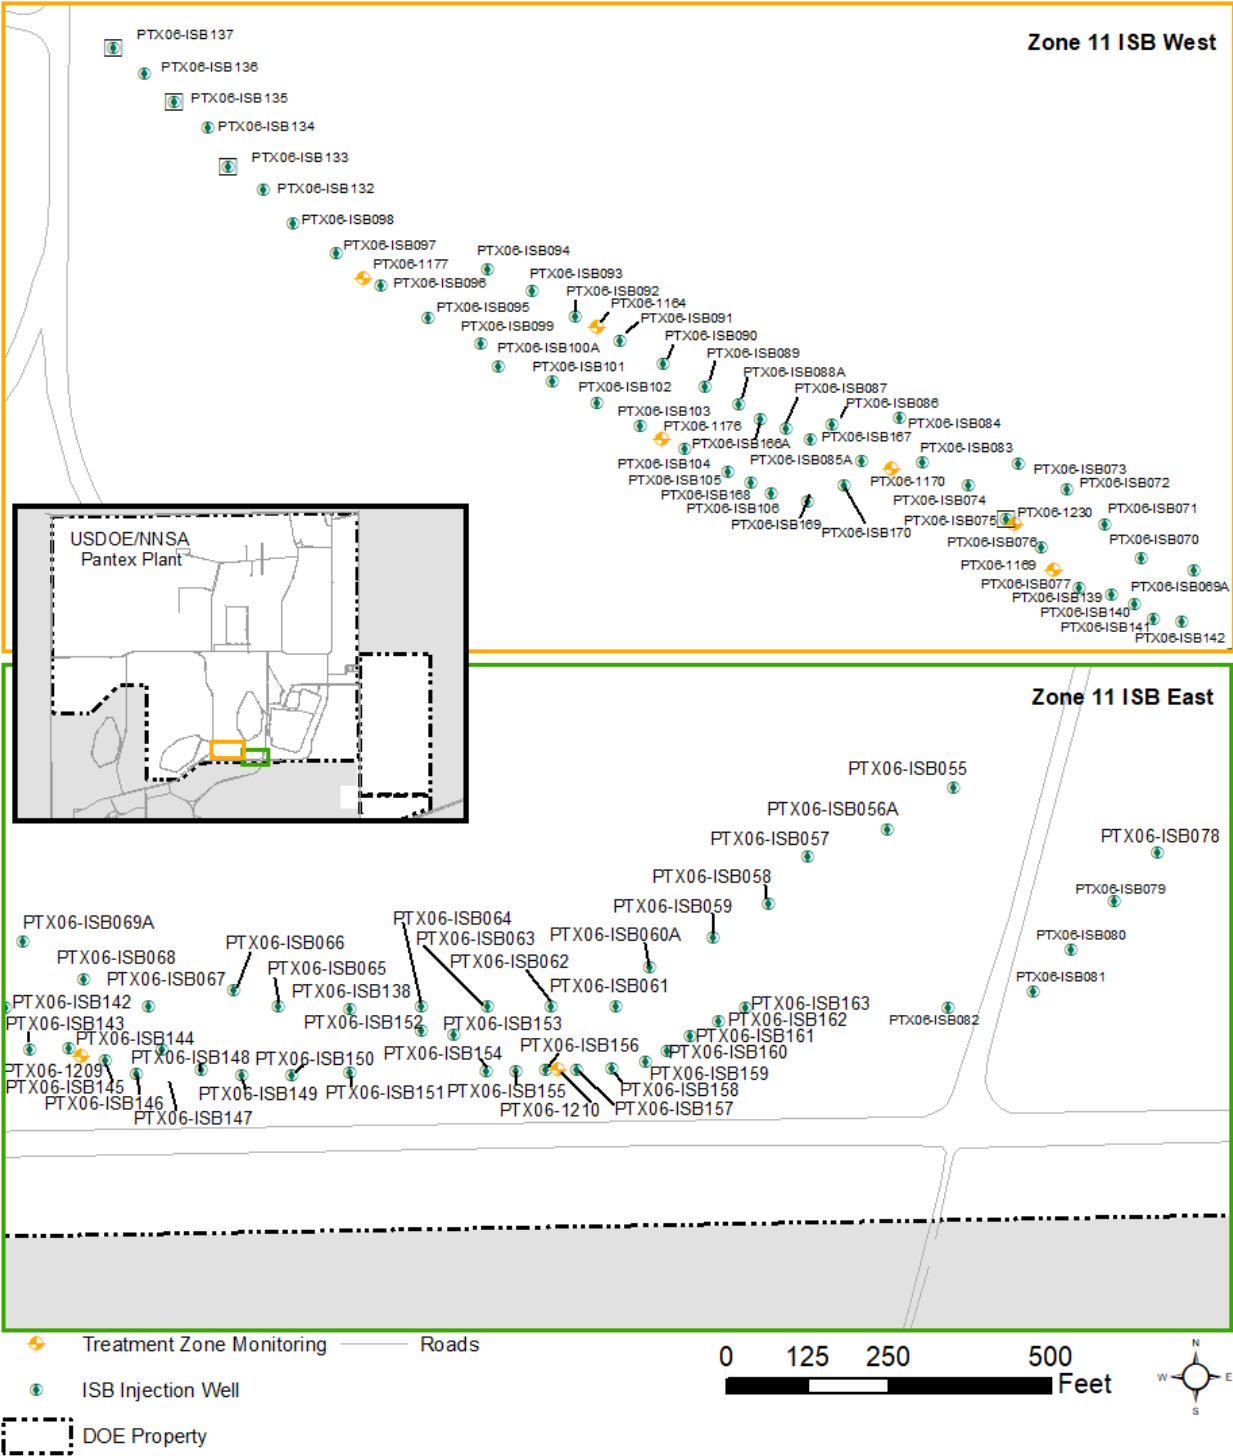 Zone 11 ISB West
PTX06-ISB137
PTX06-ISB136
PTX06-ISB135
PTX06-ISB134
PTX06-ISB133
PTX06-ISB132
PTX06-ISB098
PTX06-ISB097
PTX06-ISB094
PTX06-1177
PTX06-ISB093
PTX06-ISB096
PTX06-ISB092
PTX06-1164
PTX06-ISB095
PTX06-ISB091
PTX06-ISB099
PTX06-ISB090
PTX06-ISB100A
PTX06-ISB089
PTX06-ISB101
PTX06-ISB088A
PTX06-ISB102
PTX06-ISB087
PTX06-ISB086
PTX06-ISB103
PTX06-ISB084
PTX06-1176
PTX06-ISB167
PTX06-ISB166A
PTX06-ISB083
PTX06-ISB104
PTX06-ISB085A
PTX06-ISB073
PTX06-ISB105
PTX06-1170
PTX06-ISB072
PTX06-ISB168
PTX06-ISB074
PTX06-ISB106
PTX06-ISB071
PTX06-1230
PTX06-ISB075
PTX06-ISB169
PTX06-ISB170
PTX06-ISB076
PTX06-ISB070
PTX06-1169
PTX06-ISB077
PTX06-ISB069A
PTX06-ISB139
PTX06-ISB140
PTX06-ISB141
PTX06-ISB142
USDOE/NNSA
Pantex Plant
Zone 11 ISB East
PTX06-ISB055
PTX06-ISB056A
PTX06-ISB057
PTX06-ISB078
PTX06-ISB058
PTX06-ISB079
PTX06-ISB059
PTX06-ISB069A
PTX06-ISB064
PTX06-ISB060A
PTX06-ISB080
PTX06-ISB066
PTX06-ISB063
PTX06-ISB068
PTX06-ISB062
PTX06-ISB065
PTX06-ISB067
PTX06-ISB061
PTX06-ISB081
PTX06-ISB138
PTX06-ISB142
PTX06-ISB163
PTX06-ISB143
PTX06-ISB152
PTX06-ISB153
PTX06-ISB162
PTX06-ISB082
PTX06-ISB144
PTX06-ISB161
PTX06-ISB156
PTX06-ISB148
PTX06-ISB150
PTX06-ISB154
PTX06-ISB160
PTX06-1209
PTX06-ISB159
PTX06-ISB145
PTX06-ISB149
PTX06-ISB151
PTX06-ISB155
PTX06-ISB158
PTX06-ISB146
PTX06-1210
PTX06-ISB157
PTX06-ISB147
Treatment Zone Monitoring
Roads
ISB Injection Well
DOE Property
0 125 250 500
Feet
N
W E
S